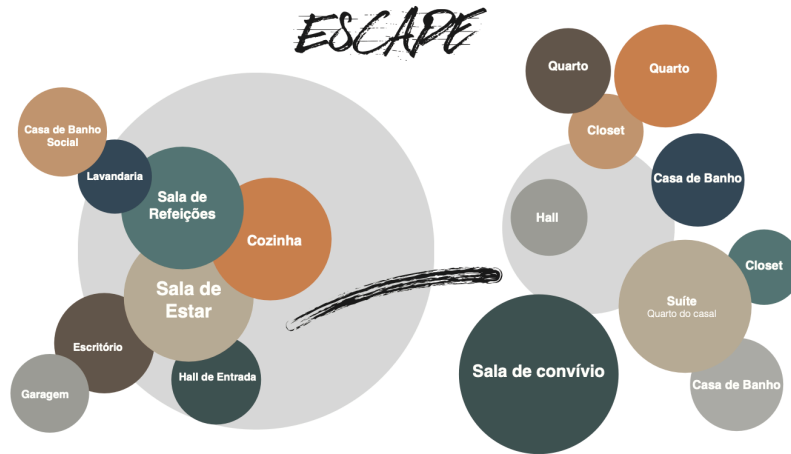 ESCAPE
Casa de Banho
Social
Lavandaria
Sala de
Refeições
Cozinha
Sala de
Estar
Escritório
Garagem
Hall de Entrada
Quarto
Quarto
Closet
Casa de Banho
Hall
Closet
Suíte
Quarto do casal
Sala de convívio
Casa de Banho